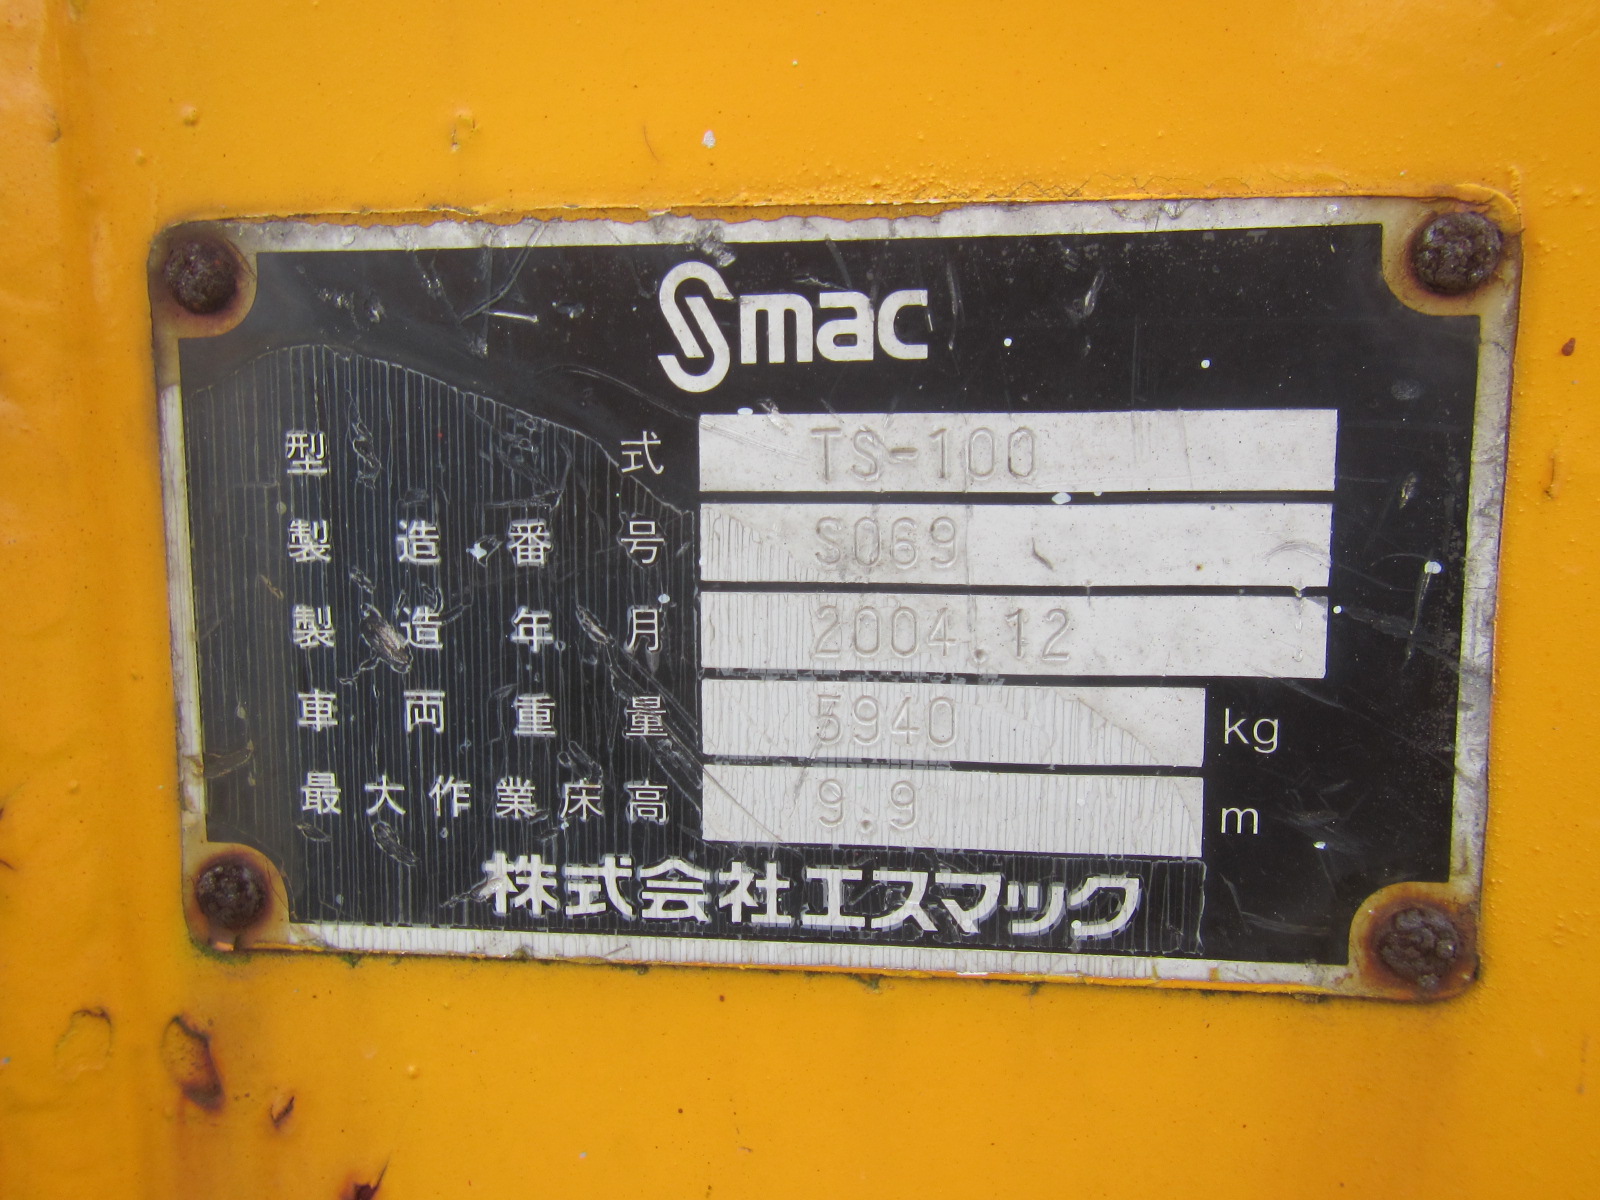 Smac
型式 TS-100
製造番号 S069
製造年月 2004.12
車両重量 5940 kg
最大作業床高 9.9 m
株式会社エスマック